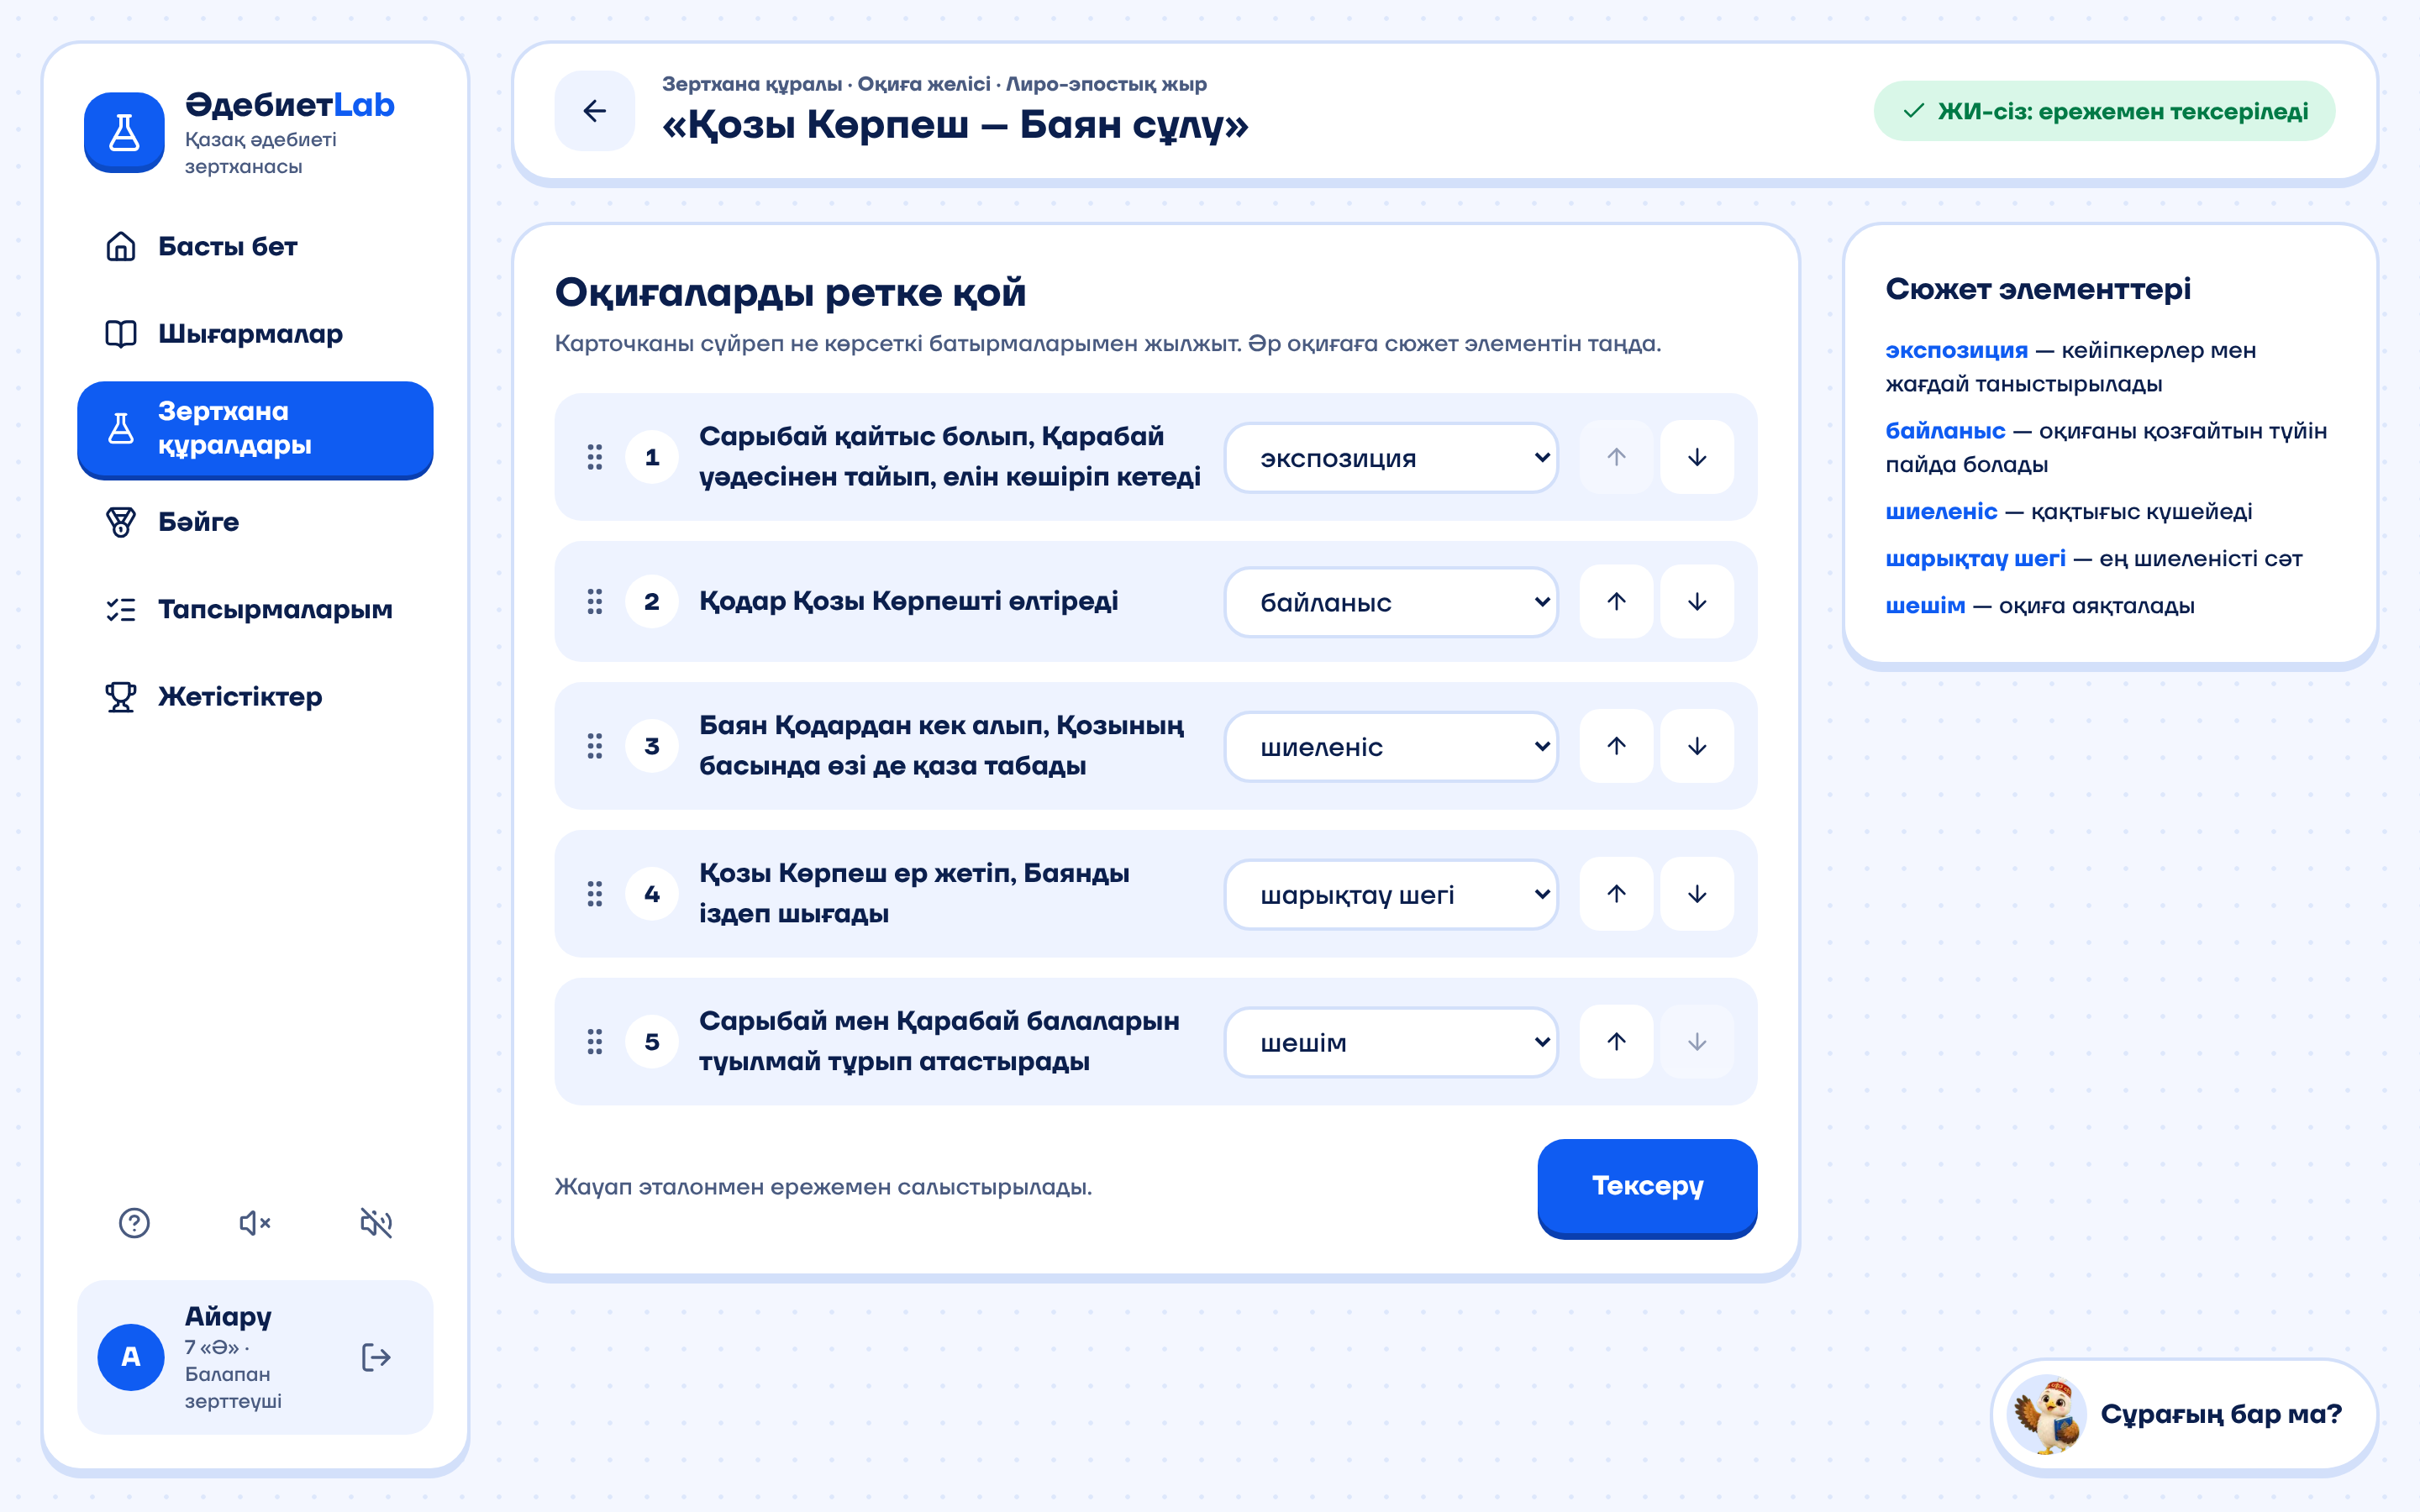 ӘдебиетLab
Қазақ әдебиеті
зертханасы
Басты бет
Шығармалар
Зертхана
құралдары
Бәйге
Тапсырмаларым
Жетістіктер
Айару
7 «Ә» ·
Балапан
зерттеуші
А
Зертхана құралы · Оқиға желісі · Лиро-эпостық жыр
«Қозы Көрпеш — Баян сұлу»
ЖИ-сіз: ережемен тексеріледі
Оқиғаларды ретке қой
Карточканы сүйреп не көрсеткі батырмаларымен жылжыт. Әр оқиғаға сюжет элементін таңда.
1
Сарыбай қайтыс болып, Қарабай
уәдесінен тайып, елін көшіріп кетеді
экспозиция
2
Қодар Қозы Көрпешті өлтіреді
байланыс
3
Баян Қодардан кек алып, Қозының
басында өзі де қаза табады
шиеленіс
4
Қозы Көрпеш ер жетіп, Баянды
іздеп шығады
шарықтау шегі
5
Сарыбай мен Қарабай балаларын
туылмай тұрып атастырады
шешім
Жауап эталонмен ережемен салыстырылады.
Тексеру
Сюжет элементтері
экспозиция — кейіпкерлер мен
жағдай таныстырылады
байланыс — оқиғаны қозғайтын түйін
пайда болады
шиеленіс — қақтығыс күшейеді
шарықтау шегі — ең шиеленісті сәт
шешім — оқиға аяқталады
Сұрағың бар ма?